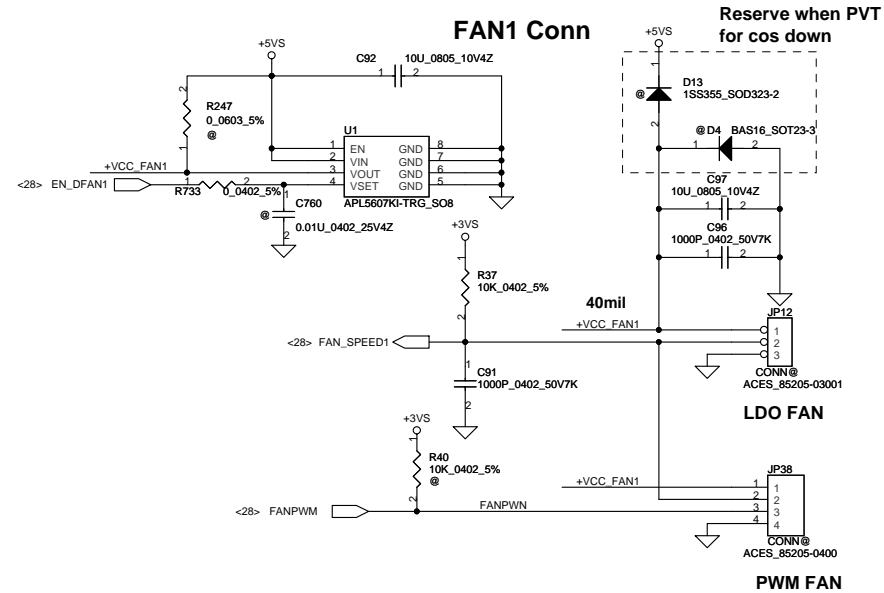 FAN1 Conn
Reserve when PVT
for cos down
+5VS
C92
10U_0805_10V4Z
1 2
+5VS
1
D13
@ 1SS355_SOD323-2
2
2
R247
0_0603_5%
@
1
@ D4 BAS16_SOT23-3
1 2
U1
1 EN GND 8
2 VIN GND 7
3 VOUT GND 6
4 VSET GND 5
APL5607KI-TRG_SO8
+VCC_FAN1
<28> EN_DFAN1
1 2
R733 0_0402_5%
1
C760
@ 0.01U_0402_25V4Z
2
C97
10U_0805_10V4Z
1 2
C96
1000P_0402_50V7K
1 2
+3VS
1
R37
10K_0402_5%
2
40mil
+VCC_FAN1
<28> FAN_SPEED1
JP12
1
2
3
CONN@
ACES_85205-03001
LDO FAN
1
C91
1000P_0402_50V7K
2
+3VS
1
R40
10K_0402_5%
@
2
+VCC_FAN1
<28> FANPWM
FANPWN
JP38
1 1
2 2
3 3
4 4
CONN@
ACES_85205-0400
PWM FAN